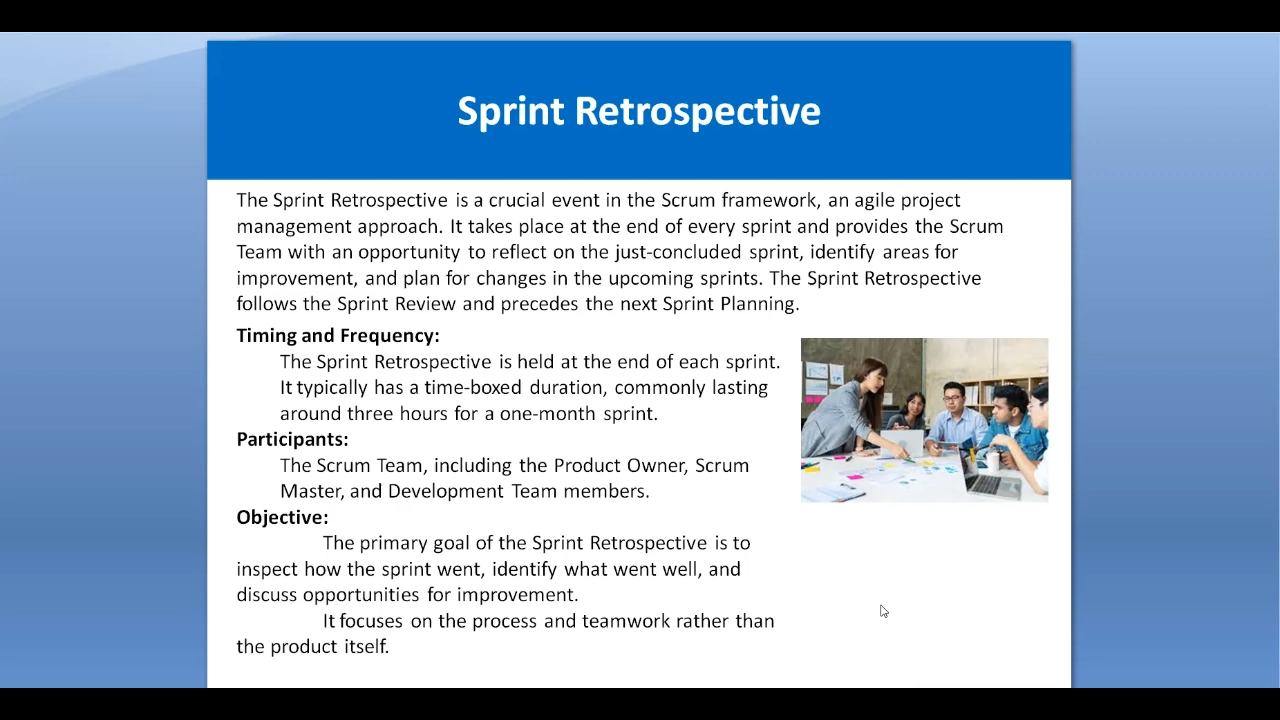 Sprint Retrospective
The Sprint Retrospective is a crucial event in the Scrum framework, an agile project
management approach. It takes place at the end of every sprint and provides the Scrum
Team with an opportunity to reflect on the just-concluded sprint, identify areas for
improvement, and plan for changes in the upcoming sprints. The Sprint Retrospective
follows the Sprint Review and precedes the next Sprint Planning.
Timing and Frequency:
The Sprint Retrospective is held at the end of each sprint.
It typically has a time-boxed duration, commonly lasting
around three hours for a one-month sprint.
Participants:
The Scrum Team, including the Product Owner, Scrum
Master, and Development Team members.
Objective:
The primary goal of the Sprint Retrospective is to
inspect how the sprint went, identify what went well, and
discuss opportunities for improvement.
It focuses on the process and teamwork rather than
the product itself.